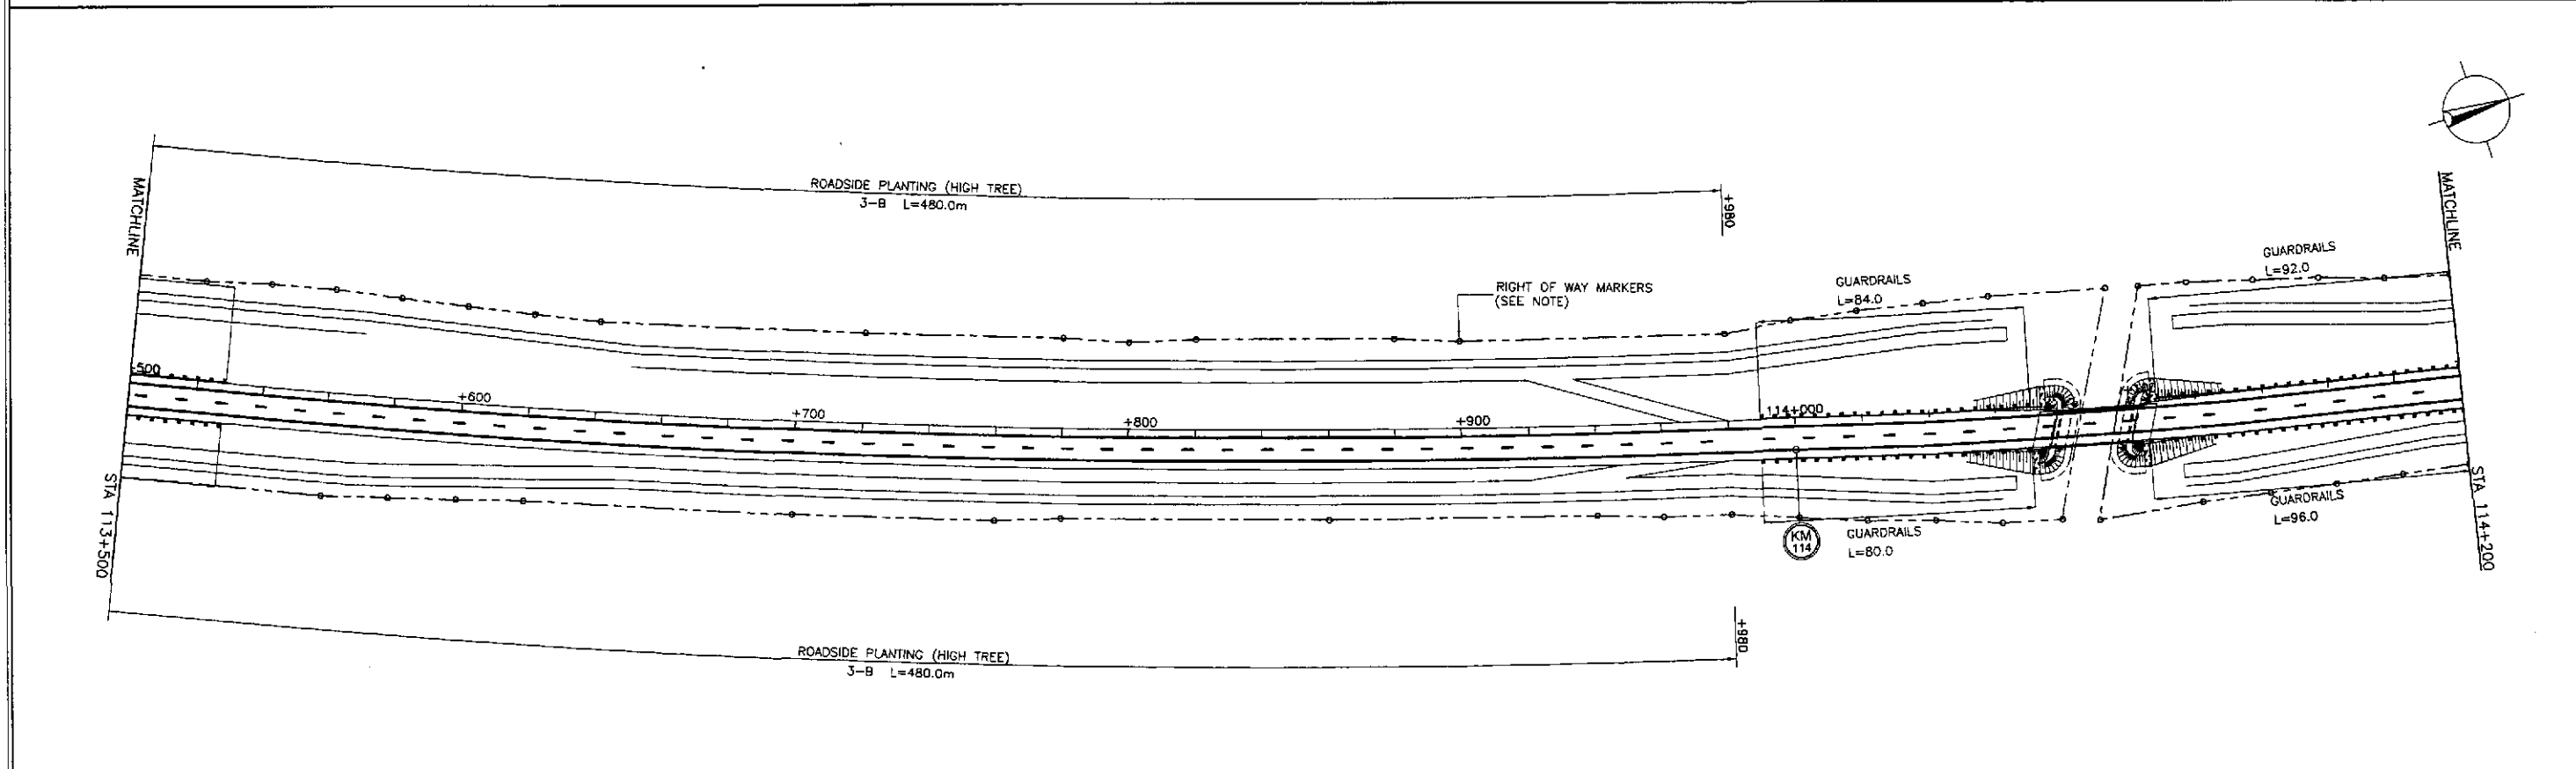 ROADSIDE PLANTING (HIGH TREE)
3-B L=480.0m
+980
MATCHLINE
MATCHLINE
GUARDRAILS
L=92.0
GUARDRAILS
L=84.0
RIGHT OF WAY MARKERS
(SEE NOTE)
+500
+600
+700
+800
+900
114+000
STA 113+500
STA 114+200
GUARDRAILS
L=96.0
KM
114
GUARDRAILS
L=80.0
+980
ROADSIDE PLANTING (HIGH TREE)
3-B L=480.0m